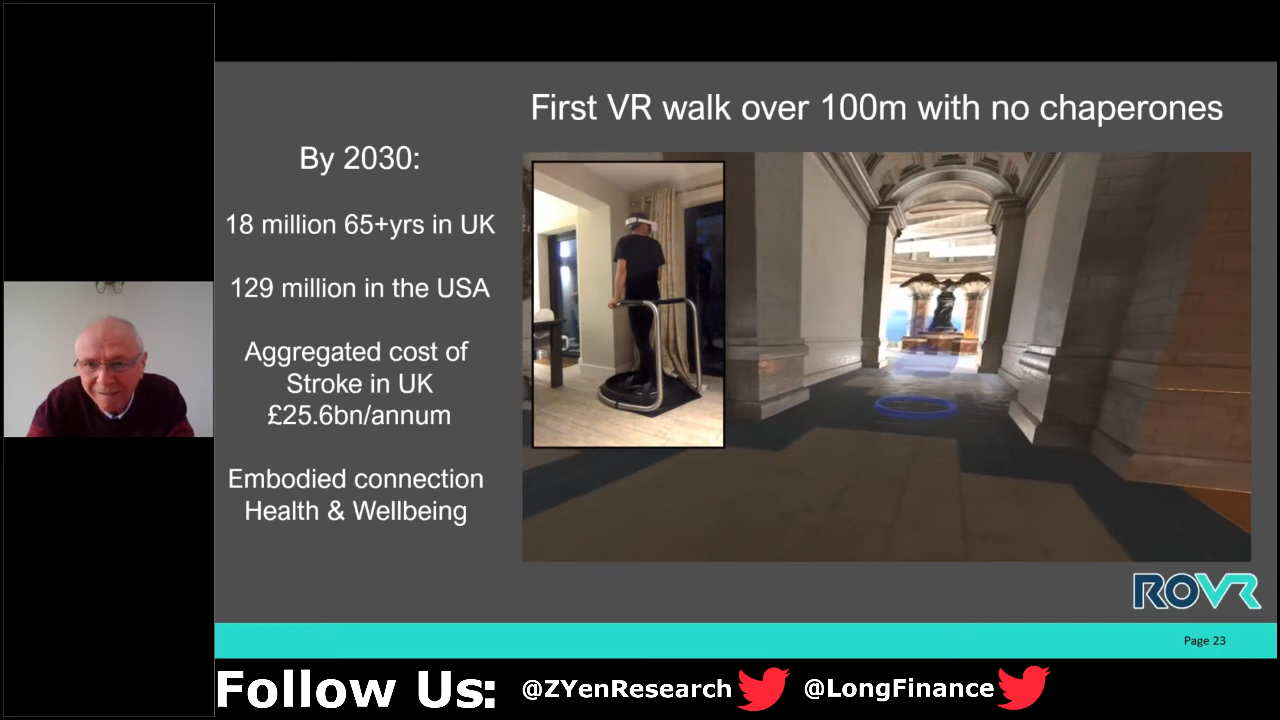 First VR walk over 100m with no chaperones
By 2030:
18 million 65+yrs in UK
129 million in the USA
Aggregated cost of
Stroke in UK
£25.6bn/annum
Embodied connection
Health & Wellbeing
ROVR
Page 23
Follow Us: @ZYenResearch @LongFinance